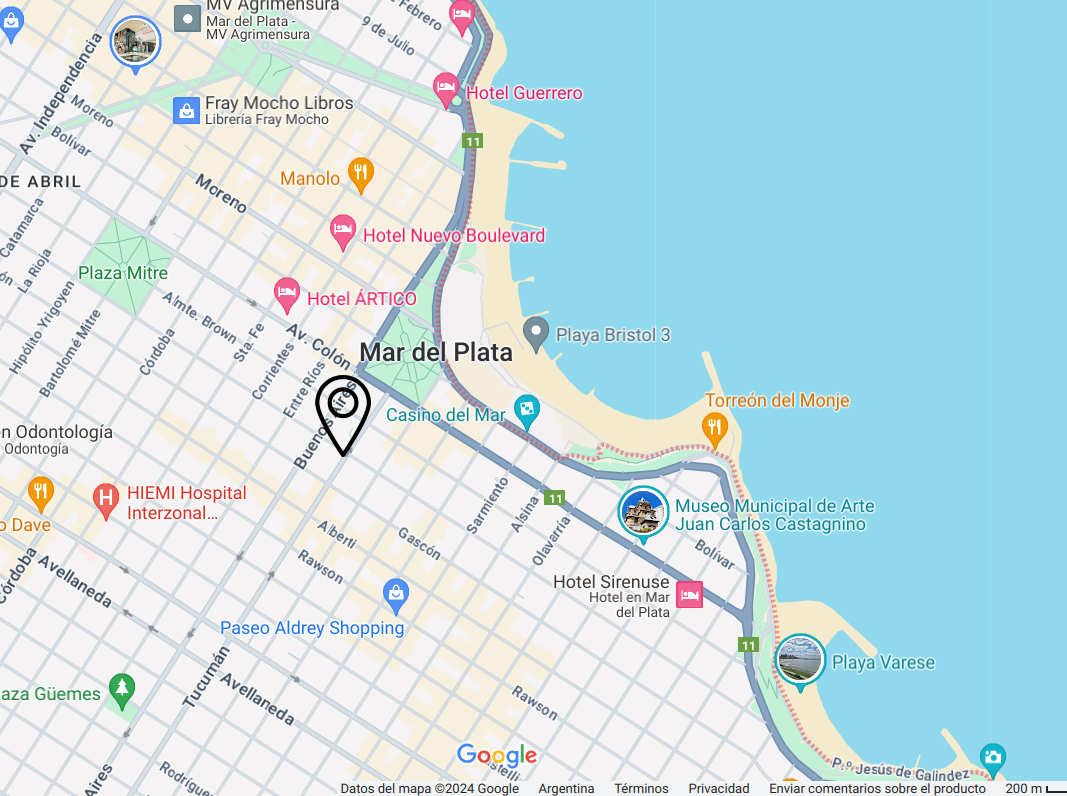 MV Agrimensura
Mar del Plata -
MV Agrimensura
Febrero
9 de Julio
Av. Independencia
Hotel Guerrero
Fray Mocho Libros
Librería Fray Mocho
Moreno
Bolívar
11
DE ABRIL
Manolo
Moreno
Catamarca
La Rioja
Hotel Nuevo Boulevard
Plaza Mitre
Hipólito Yrigoyen
Bartolomé Mitre
Almte. Brown
Hotel ÁRTICO
Córdoba
Sta. Fe
Av. Colón
Corrientes
Entre Ríos
Playa Bristol 3
Mar del Plata
Buenos Aires
Casino del Mar
Torreón del Monje
en Odontología
Odontogía
HIEMI Hospital
Interzonal...
o Dave
Sarmiento
Alsina
Olavarría
11
Museo Municipal de Arte
Juan Carlos Castagnino
Alberti
Gascón
Rawson
Bolívar
Córdoba
Avellaneda
Hotel Sirenuse
Hotel en Mar
del Plata
Paseo Aldrey Shopping
11
Playa Varese
Tucumán
Avellaneda
aza Güemes
Rawson
Google
P.º Jesús de Galíndez
Aires
Rodríguez
stelli
Datos del mapa ©2024 Google
Argentina
Términos
Privacidad
Enviar comentarios sobre el producto
200 m